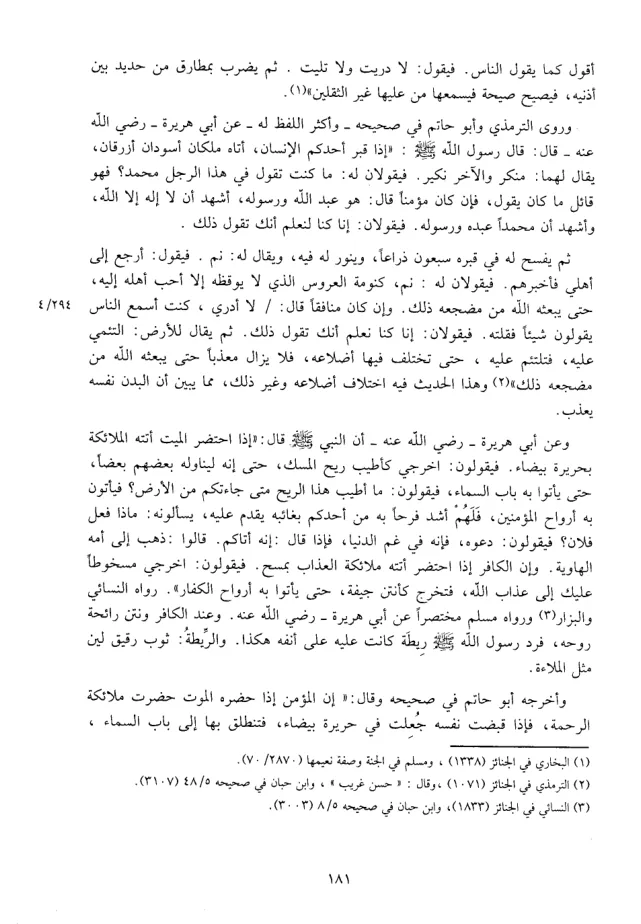 أقول كما يقول الناس. فيقول: لا دريت ولا تليت . ثم يضرب بمطارق من حديد بين
أذنيه، فيصيح صيحة فيسمعها من عليها غير الثقلين»(١).
وروى الترمذي وأبو حاتم في صحيحه ـ وأكثر اللفظ له ـ عن أبي هريرة ـ رضي الله
عنه ـ قال: قال رسول الله ﷺ : «إذا قبر أحدكم الإنسان، أتاه ملكان أسودان أزرقان،
يقال لهما: منكر والآخر نكير. فيقولان له: ما كنت تقول في هذا الرجل محمد؟ فهو
قائل ما كان يقول، فإن كان مؤمناً قال: هو عبد الله ورسوله، أشهد أن لا إله إلا الله،
وأشهد أن محمداً عبده ورسوله. فيقولان: إنا كنا لنعلم أنك تقول ذلك .
ثم يفسح له في قبره سبعون ذراعاً، وينور له فيه، ويقال له: نم . فيقول: أرجع إلى
أهلي فأخبرهم. فيقولان له : نم، كنومة العروس الذي لا يوقظه إلا أحب أهله إليه،
حتى يبعثه الله من مضجعه ذلك. وإن كان منافقاً قال: / لا أدري ، كنت أسمع الناس ٤/٢٩٤
يقولون شيئاً فقلته. فيقولان: إنا كنا نعلم أنك تقول ذلك. ثم يقال للأرض: التئمي
عليه، فتلتئم عليه ، حتى تختلف فيها أضلاعه، فلا يزال معذباً حتى يبعثه الله من
مضجعه ذلك»(٢) وهذا الحديث فيه اختلاف أضلاعه وغير ذلك، مما يبين أن البدن نفسه
يعذب.
وعن أبي هريرة ـ رضي الله عنه ـ أن النبي ﷺ قال:«إذا احتضر الميت أتته الملائكة
بحريرة بيضاء. فيقولون: اخرجي كأطيب ريح المسك، حتى إنه ليناوله بعضهم بعضاً،
حتى يأتوا به باب السماء، فيقولون: ما أطيب هذا الريح متى جاءتكم من الأرض؟ فيأتون
به أرواح المؤمنين، فَلَهُمْ أشد فرحاً به من أحدكم بغائبه يقدم عليه، يسألونه: ماذا فعل
فلان؟ فيقولون: دعوه، فإنه في غم الدنيا، فإذا قال :إنه أتاكم. قالوا :ذهب إلى أمه
الهاوية. وإن الكافر إذا احتضر أتته ملائكة العذاب بمسح. فيقولون: اخرجي مسخوطاً
عليك إلى عذاب الله، فتخرج كأنتن جيفة، حتى يأتوا به أرواح الكفار». رواه النسائي
والبزار(٣) ورواه مسلم مختصراً عن أبي هريرة ـ رضي الله عنه. وعند الكافر ونتن رائحة
روحه، فرد رسول الله ﷺ رِيطَة كانت عليه على أنفه هكذا. والرِّيطَةُ: ثوب رقيق لين
مثل الملاءة.
وأخرجه أبو حاتم في صحيحه وقال:« إن المؤمن إذا حضره الموت حضرت ملائكة
الرحمة، فإذا قبضت نفسه جُعِلت في حريرة بيضاء، فتنطلق بها إلى باب السماء ،
(١) البخاري في الجنائز (١٣٣٨) ، ومسلم في الجنة وصفة نعيمها (٢٨٧٠/ ٧٠).
(٢) الترمذي في الجنائز (١٠٧١) ،وقال : « حسن غريب » ، وابن حبان في صحيحه ٤٨/٥ (٣١٠٧).
(٣) النسائي في الجنائز (١٨٣٣)، وابن حبان في صحيحه ٨/٥ (٣٠٠٣).
١٨١